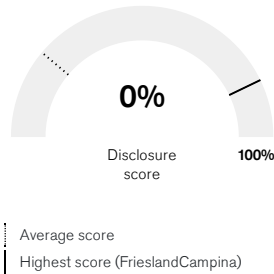 0%
Disclosure
score
100%
Average score
Highest score (FrieslandCampina)